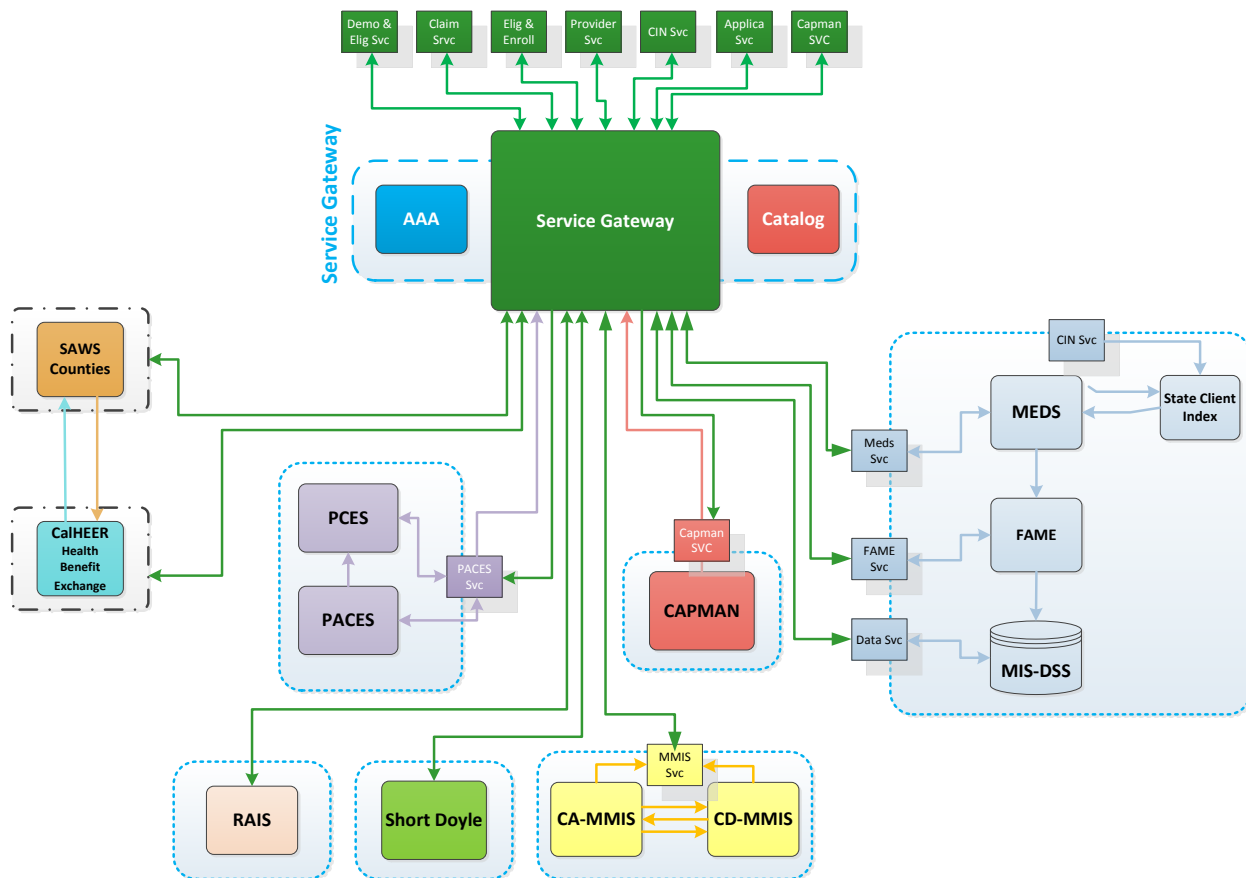 Demo &
Elig Svc
Claim
Srvc
Elig &
Enroll
Provider
Svc
CIN Svc
Applica
Svc
Capman
SVC
Service Gateway
AAA
Service Gateway
Catalog
SAWS
Counties
CalHEER
Health
Benefit
Exchange
PCES
PACES
PACES
Svc
Capman
SVC
CAPMAN
CIN Svc
MEDS
State Client
Index
Meds
Svc
FAME
Svc
FAME
Data Svc
MIS-DSS
RAIS
Short Doyle
MMIS
Svc
CA-MMIS
CD-MMIS